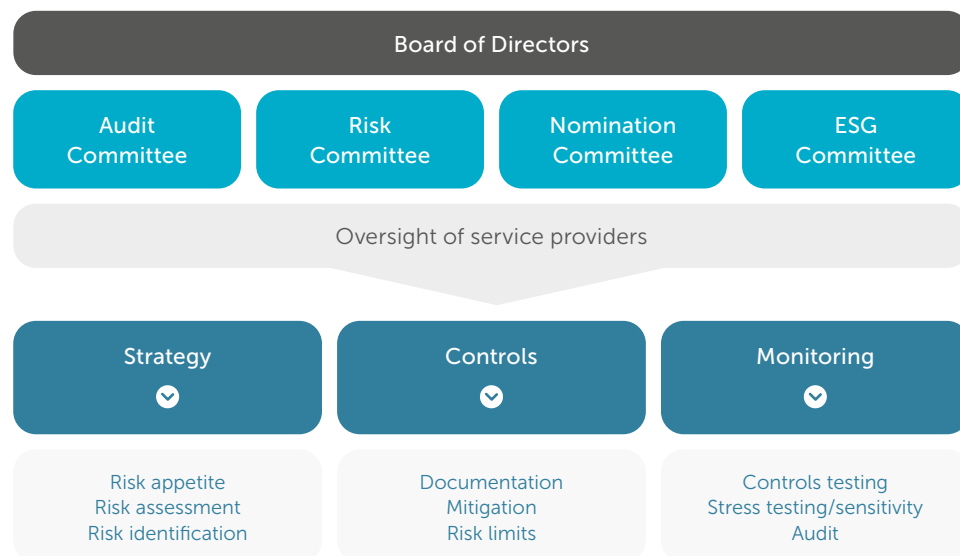 Board of Directors
Audit
Committee
Risk
Committee
Nomination
Committee
ESG
Committee
Oversight of service providers
Strategy
Controls
Monitoring
Risk appetite
Risk assessment
Risk identification
Documentation
Mitigation
Risk limits
Controls testing
Stress testing/sensitivity
Audit